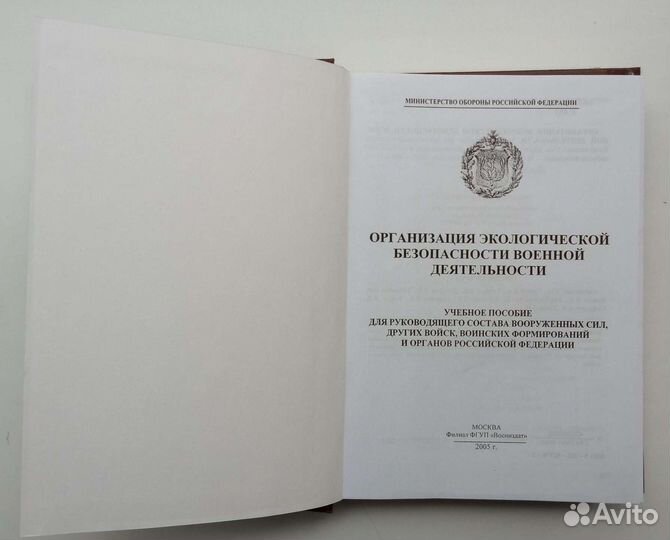 МИНИСТЕРСТВО ОБОРОНЫ РОССИЙСКОЙ ФЕДЕРАЦИИ
ОРГАНИЗАЦИЯ ЭКОЛОГИЧЕСКОЙ
БЕЗОПАСНОСТИ ВОЕННОЙ
ДЕЯТЕЛЬНОСТИ
УЧЕБНОЕ ПОСОБИЕ
ДЛЯ РУКОВОДЯЩЕГО СОСТАВА ВООРУЖЕННЫХ СИЛ,
ДРУГИХ ВОЙСК, ВОИНСКИХ ФОРМИРОВАНИЙ
И ОРГАНОВ РОССИЙСКОЙ ФЕДЕРАЦИИ
МОСКВА
Филиал ФГУП «Воениздат»
2005 г.
Avito